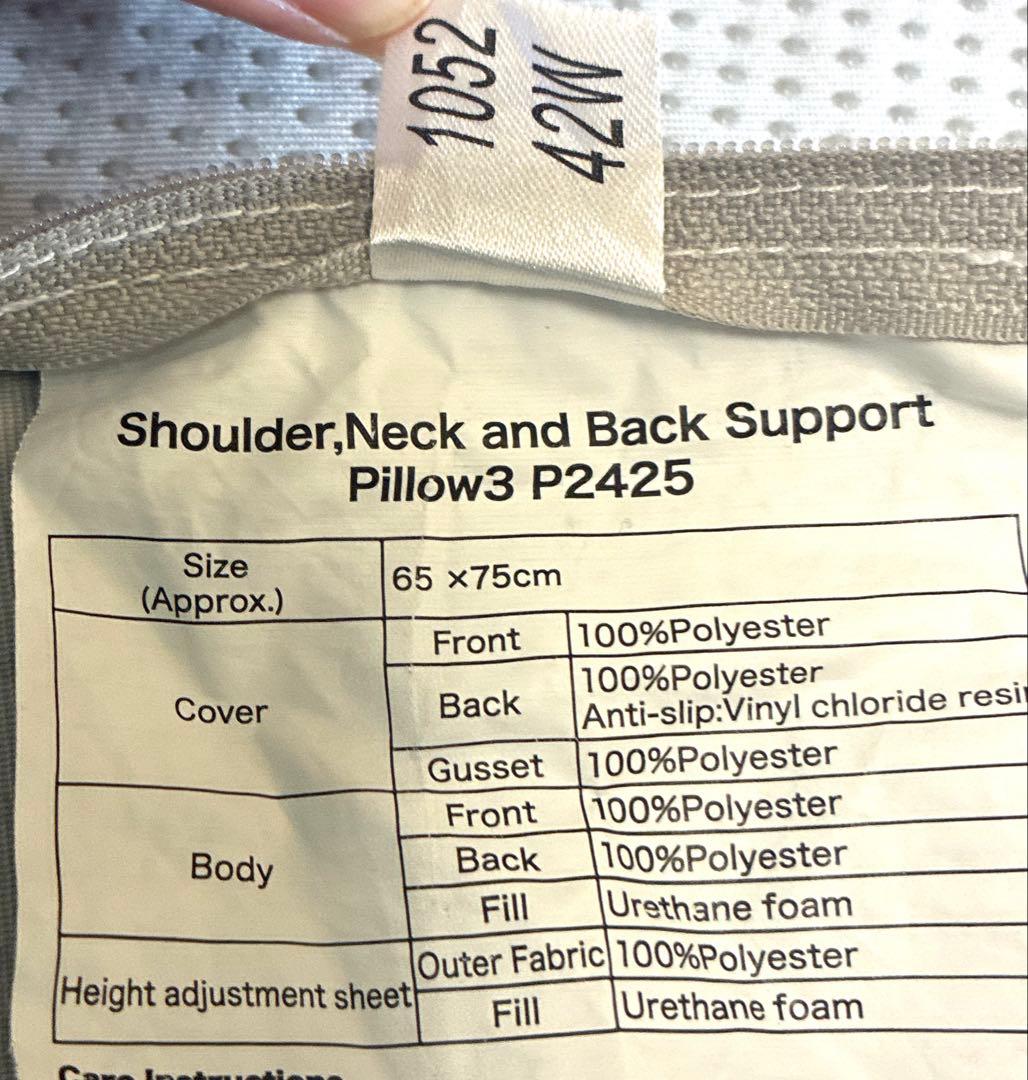 1052
42W
Shoulder,Neck and Back Support
Pillow3 P2425
Size
(Approx.)
65 ×75cm
Cover
Front
100%Polyester
Back
100%Polyester
Anti-slip:Vinyl chloride
Gusset
100%Polyester
Body
Front
100%Polyester
Back
100%Polyester
Fill
Urethane foam
Height adjustment sheet
Outer Fabric
100%Polyester
Fill
Urethane foam
Care Instructions